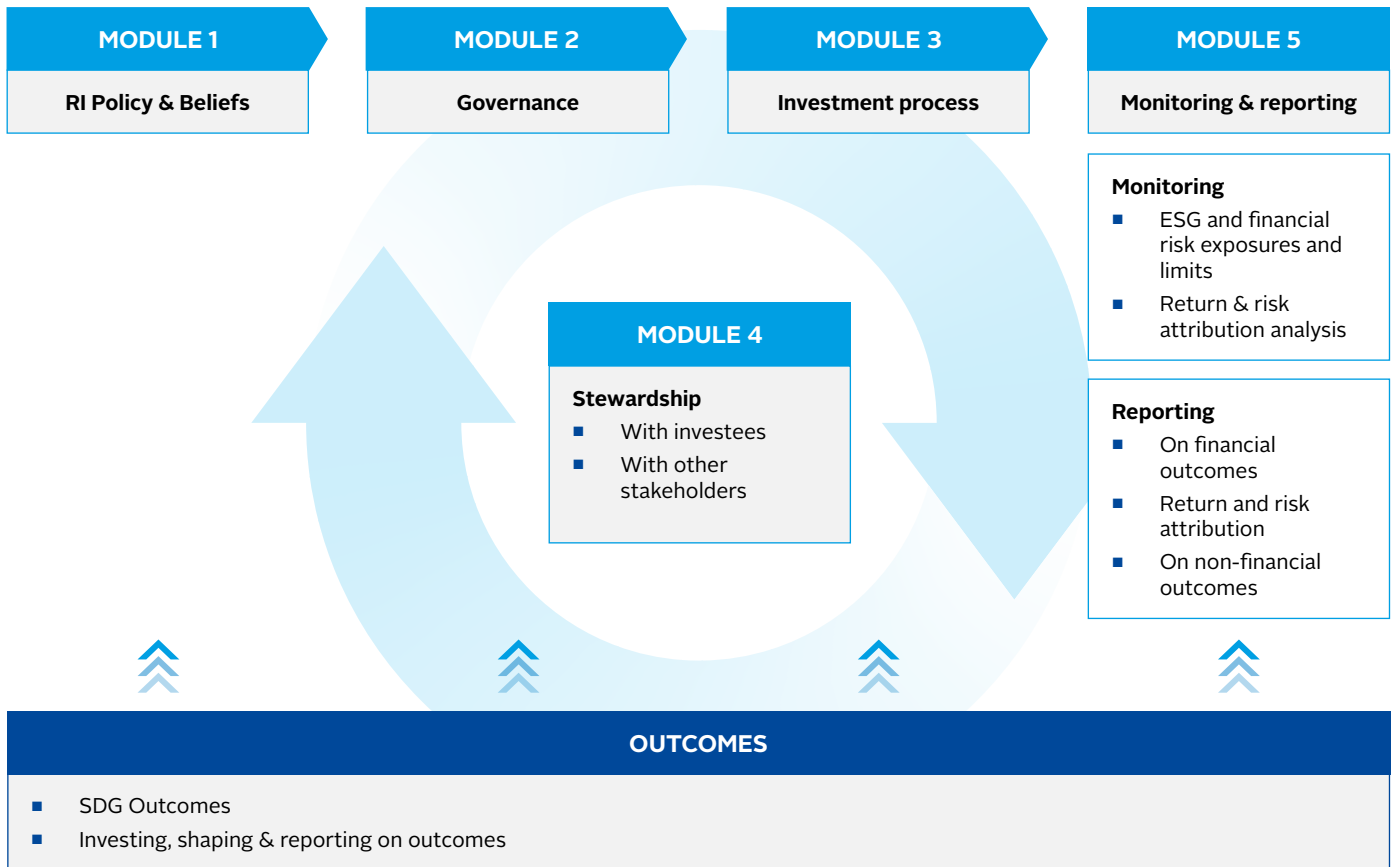 MODULE 1
RI Policy & Beliefs
MODULE 2
Governance
MODULE 3
Investment process
MODULE 5
Monitoring & reporting
Monitoring
ESG and financial
risk exposures and
limits
Return & risk
attribution analysis
Reporting
On financial
outcomes
Return and risk
attribution
On non-financial
outcomes
MODULE 4
Stewardship
With investees
With other
stakeholders
OUTCOMES
SDG Outcomes
Investing, shaping & reporting on outcomes